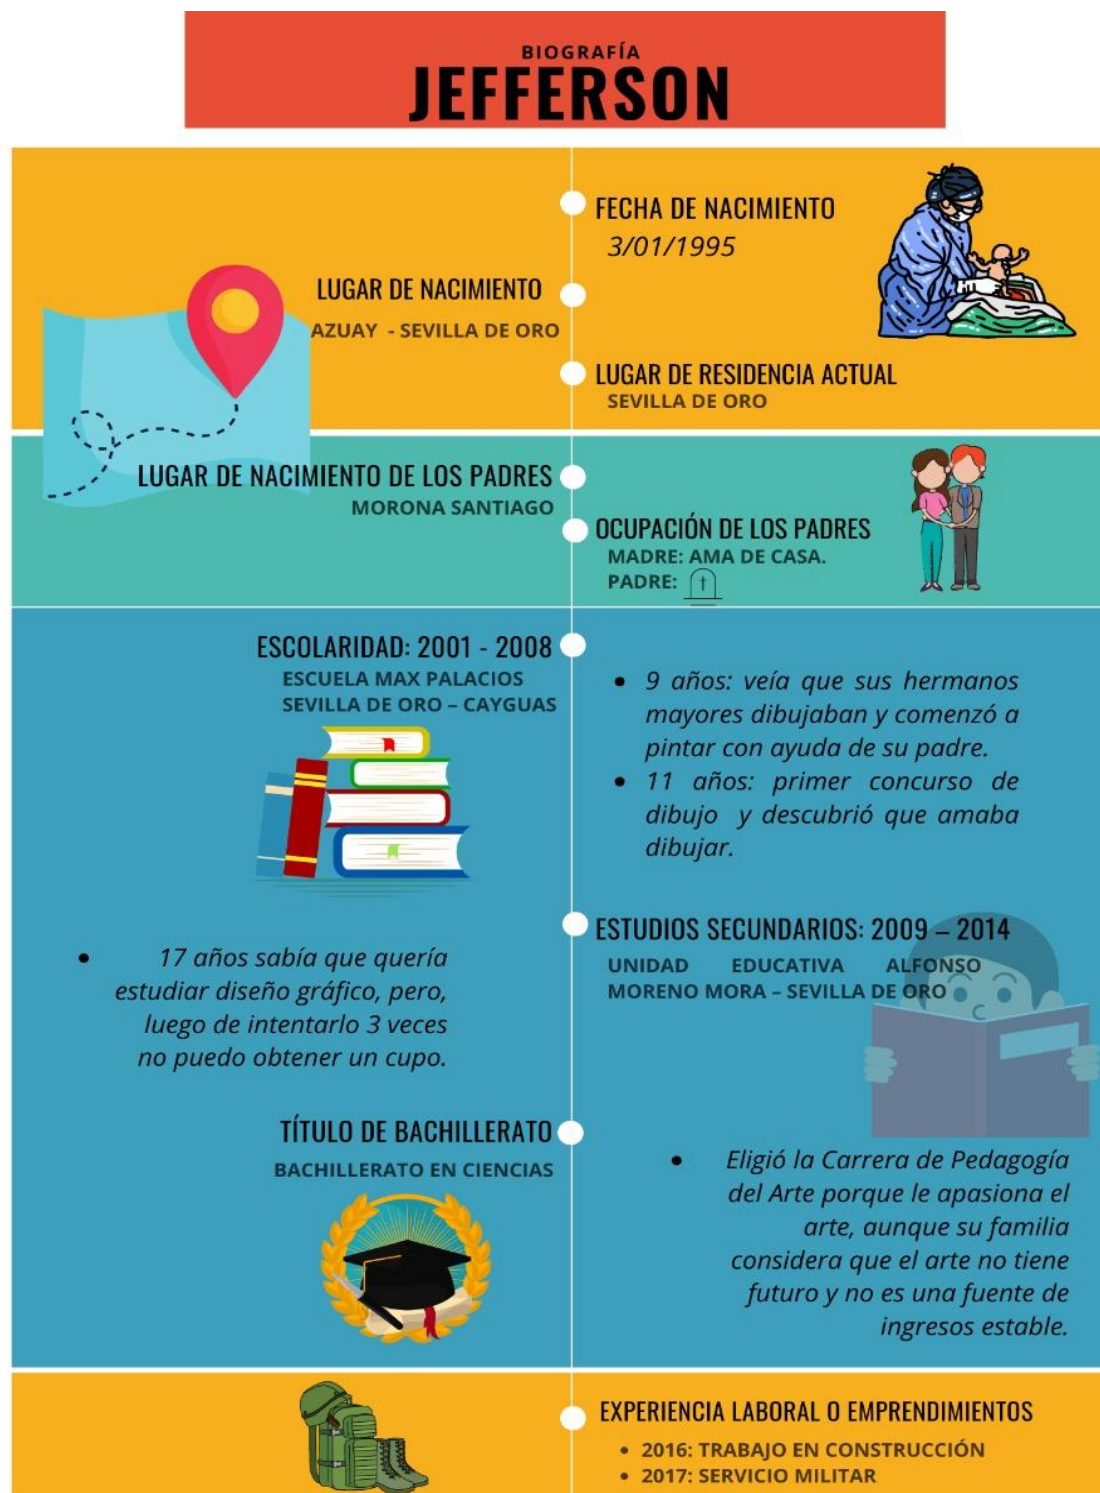 BIOGRAFÍA
JEFFERSON
FECHA DE NACIMIENTO
3/01/1995
LUGAR DE NACIMIENTO
AZUAY - SEVILLA DE ORO
LUGAR DE RESIDENCIA ACTUAL
SEVILLA DE ORO
LUGAR DE NACIMIENTO DE LOS PADRES
MORONA SANTIAGO
OCUPACIÓN DE LOS PADRES
MADRE: AMA DE CASA.
PADRE:
ESCOLARIDAD: 2001 - 2008
ESCUELA MAX PALACIOS
SEVILLA DE ORO – CAYGUAS
• 9 años: veía que sus hermanos
mayores dibujaban y comenzó a
pintar con ayuda de su padre.
• 11 años: primer concurso de
dibujo y descubrió que amaba
dibujar.
ESTUDIOS SECUNDARIOS: 2009 – 2014
UNIDAD EDUCATIVA ALFONSO
MORENO MORA – SEVILLA DE ORO
• 17 años sabía que quería
estudiar diseño gráfico, pero,
luego de intentarlo 3 veces
no puedo obtener un cupo.
TÍTULO DE BACHILLERATO
BACHILLERATO EN CIENCIAS
• Eligió la Carrera de Pedagogía
del Arte porque le apasiona el
arte, aunque su familia
considera que el arte no tiene
futuro y no es una fuente de
ingresos estable.
EXPERIENCIA LABORAL O EMPRENDIMIENTOS
• 2016: TRABAJO EN CONSTRUCCIÓN
• 2017: SERVICIO MILITAR